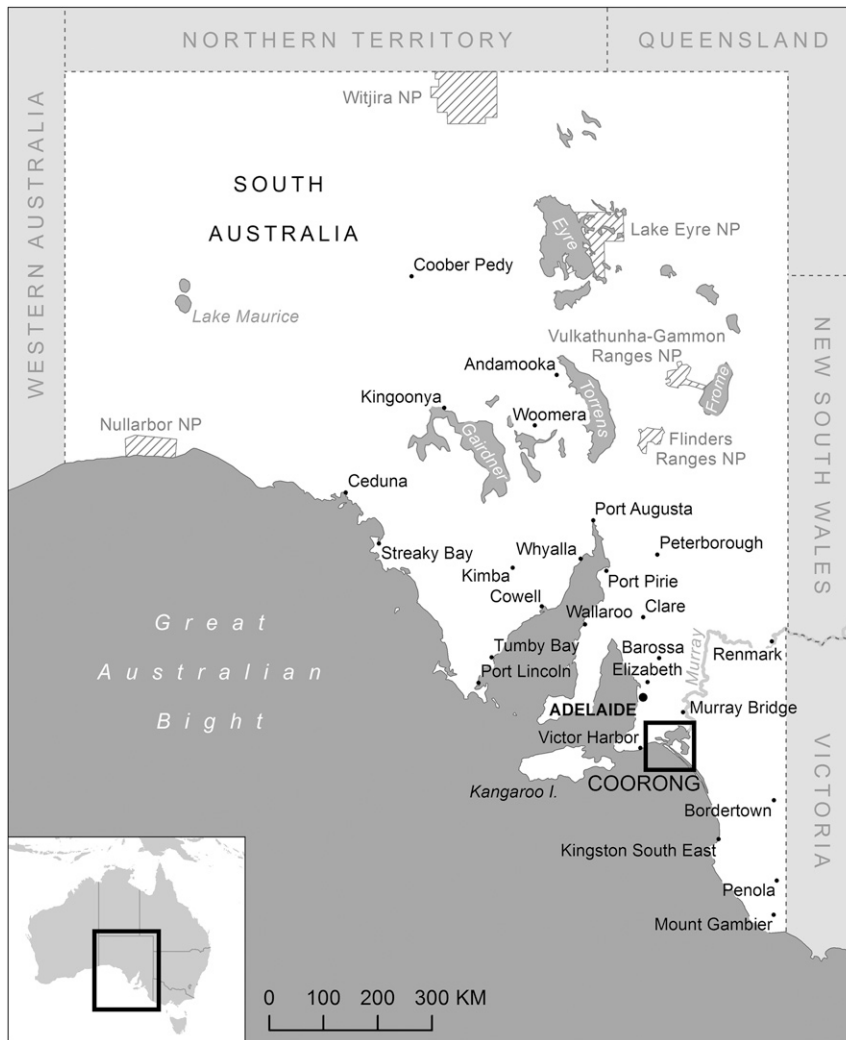 NORTHERN TERRITORY
QUEENSLAND
WESTERN AUSTRALIA
Witjira NP
SOUTH
AUSTRALIA
Eyre
Lake Eyre NP
Coober Pedy
Lake Maurice
Vulkathunha-Gammon
Ranges NP
Andamooka
Torrens
Frome
NEW SOUTH WALES
Kingoonya
Woomera
Nullarbor NP
Gairdner
Flinders
Ranges NP
Ceduna
Port Augusta
Streaky Bay
Whyalla
Peterborough
Kimba
Port Pirie
Cowell
Wallaroo
Clare
Great
Australian
Bight
Tumby Bay
Barossa
Murray
Renmark
Port Lincoln
Elizabeth
ADELAIDE
Murray Bridge
Victor Harbor
VICTORIA
Kangaroo I.
COORONG
Bordertown
Kingston South East
Penola
Mount Gambier
0 100 200 300 KM